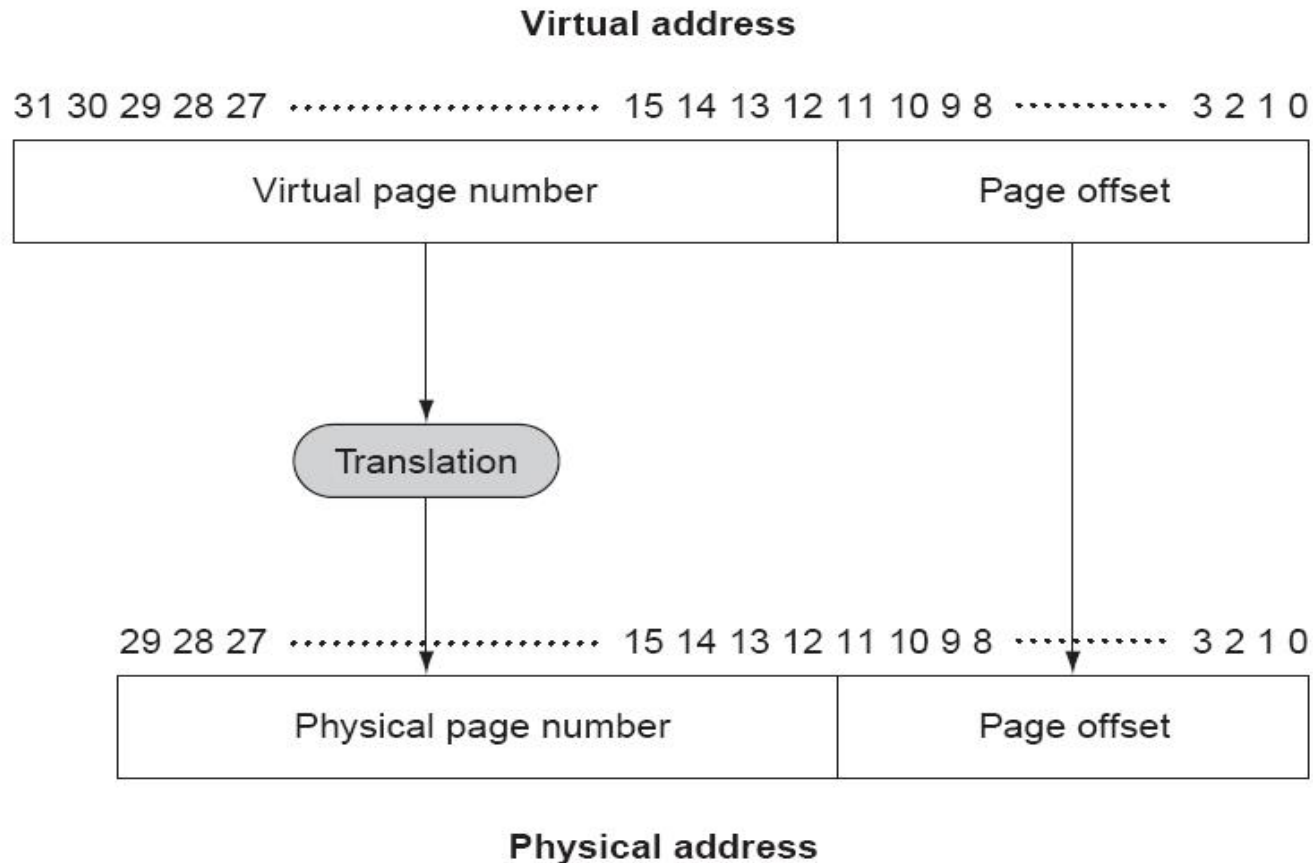 Virtual address
31 30 29 28 27 ..................... 15 14 13 12 11 10 9 8 ........... 3 2 1 0
Virtual page number Page offset
Translation
29 28 27 ..................... 15 14 13 12 11 10 9 8 ........... 3 2 1 0
Physical page number Page offset
Physical address